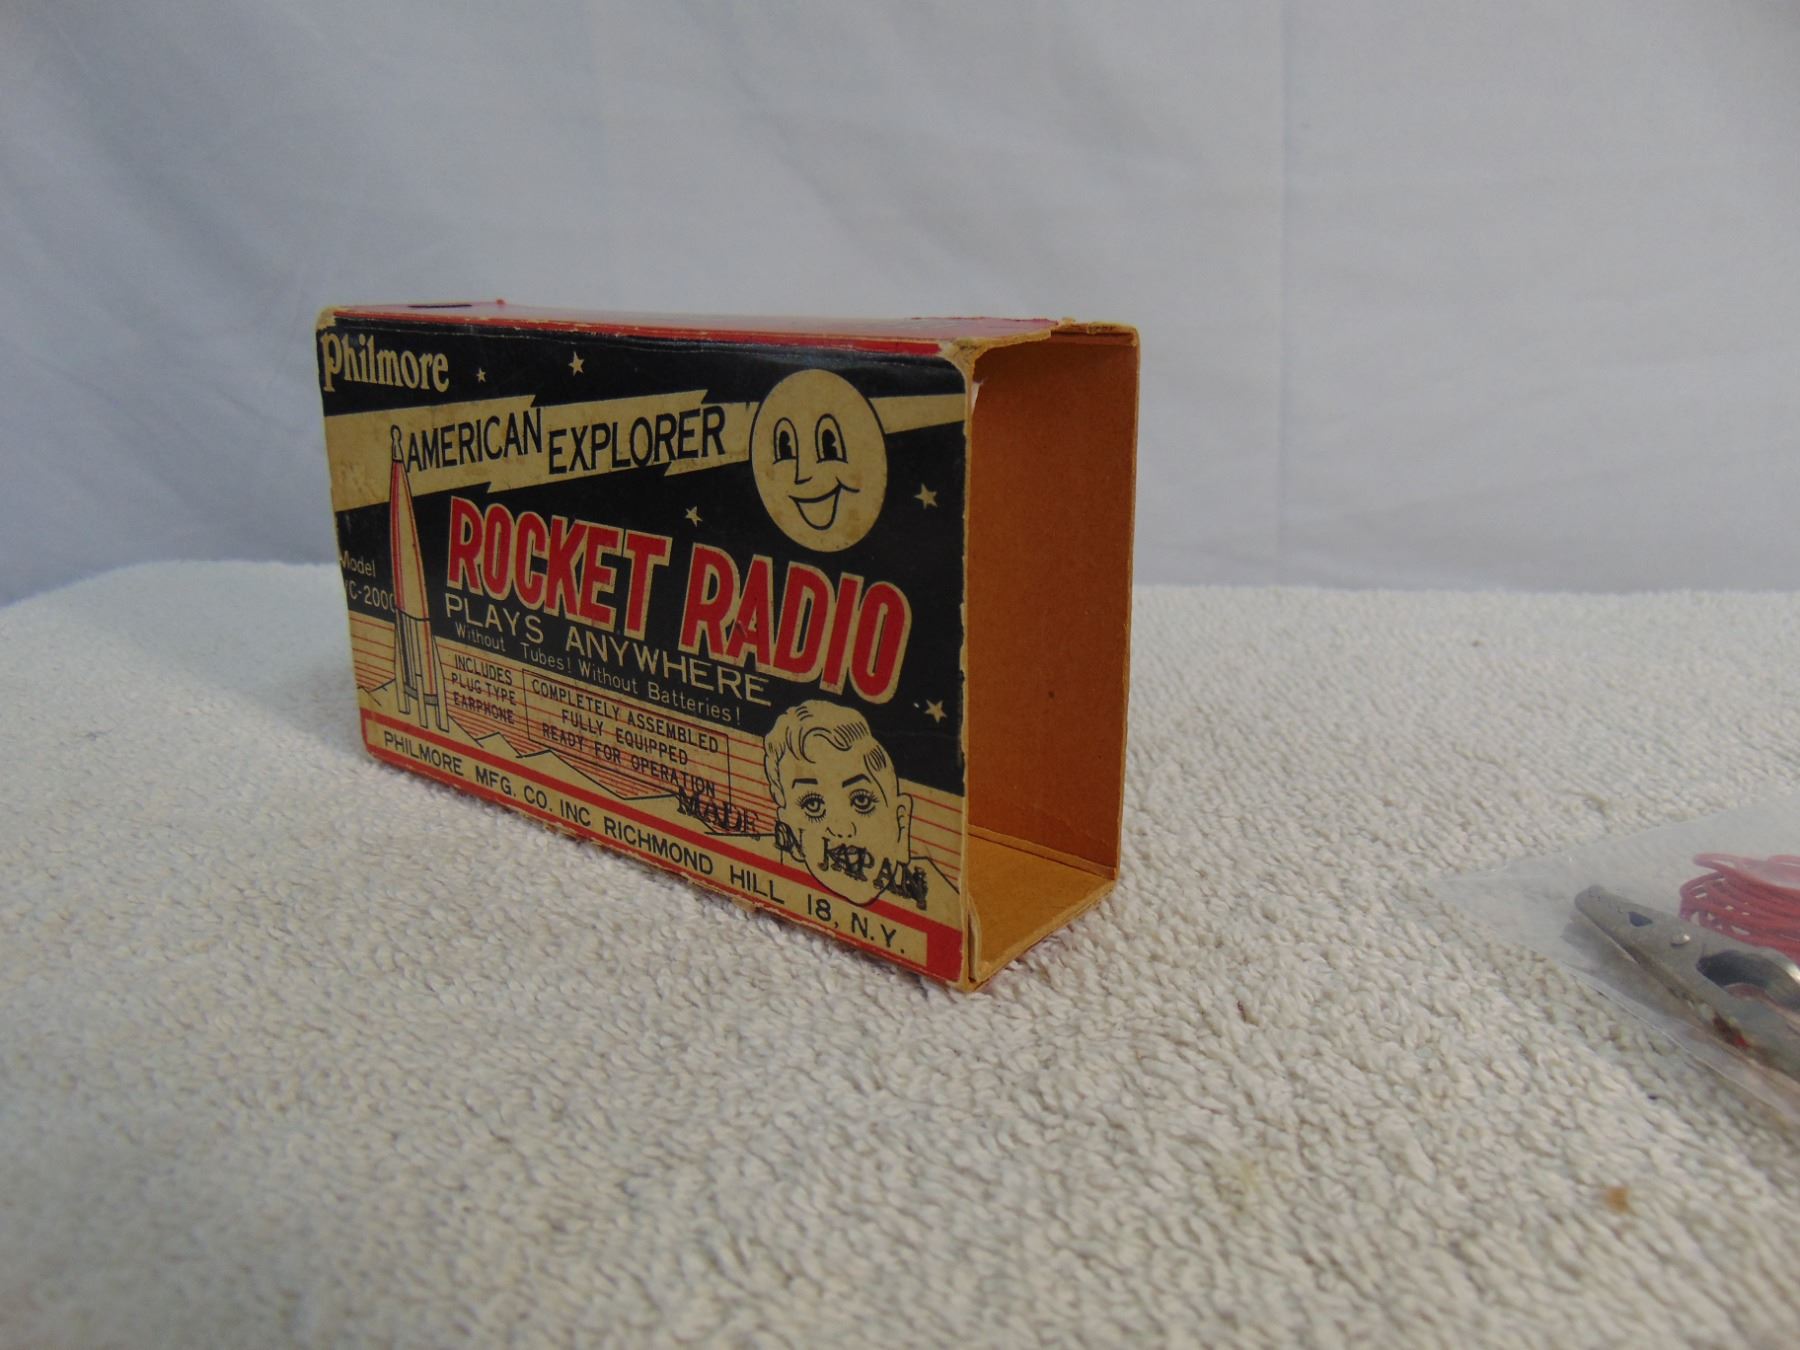 Philmore
AMERICAN EXPLORER
Model
ROCKET RADIO
PLAYS ANYWHERE
Without Tubes! Without Batteries!
INCLUDES
PLUG TYPE
EARPHONE
COMPLETELY ASSEMBLED
FULLY EQUIPPED
READY FOR OPERATION
MADE IN JAPAN
PHILMORE MFG. CO. INC RICHMOND HILL 18, N.Y.